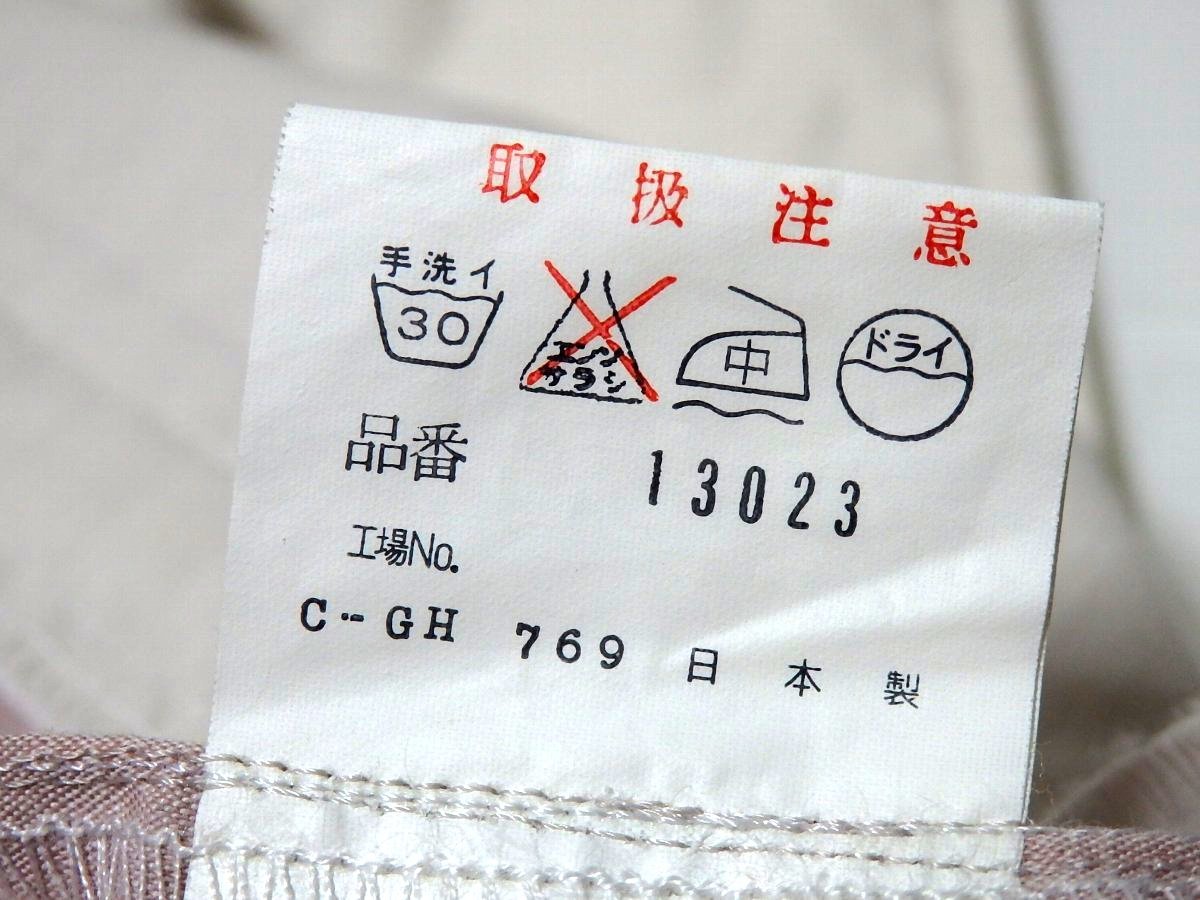 取扱注意
手洗イ
30
エンソ
サラシ
中
ドライ
品番 13023
工場No.
C-GH 769 日本製